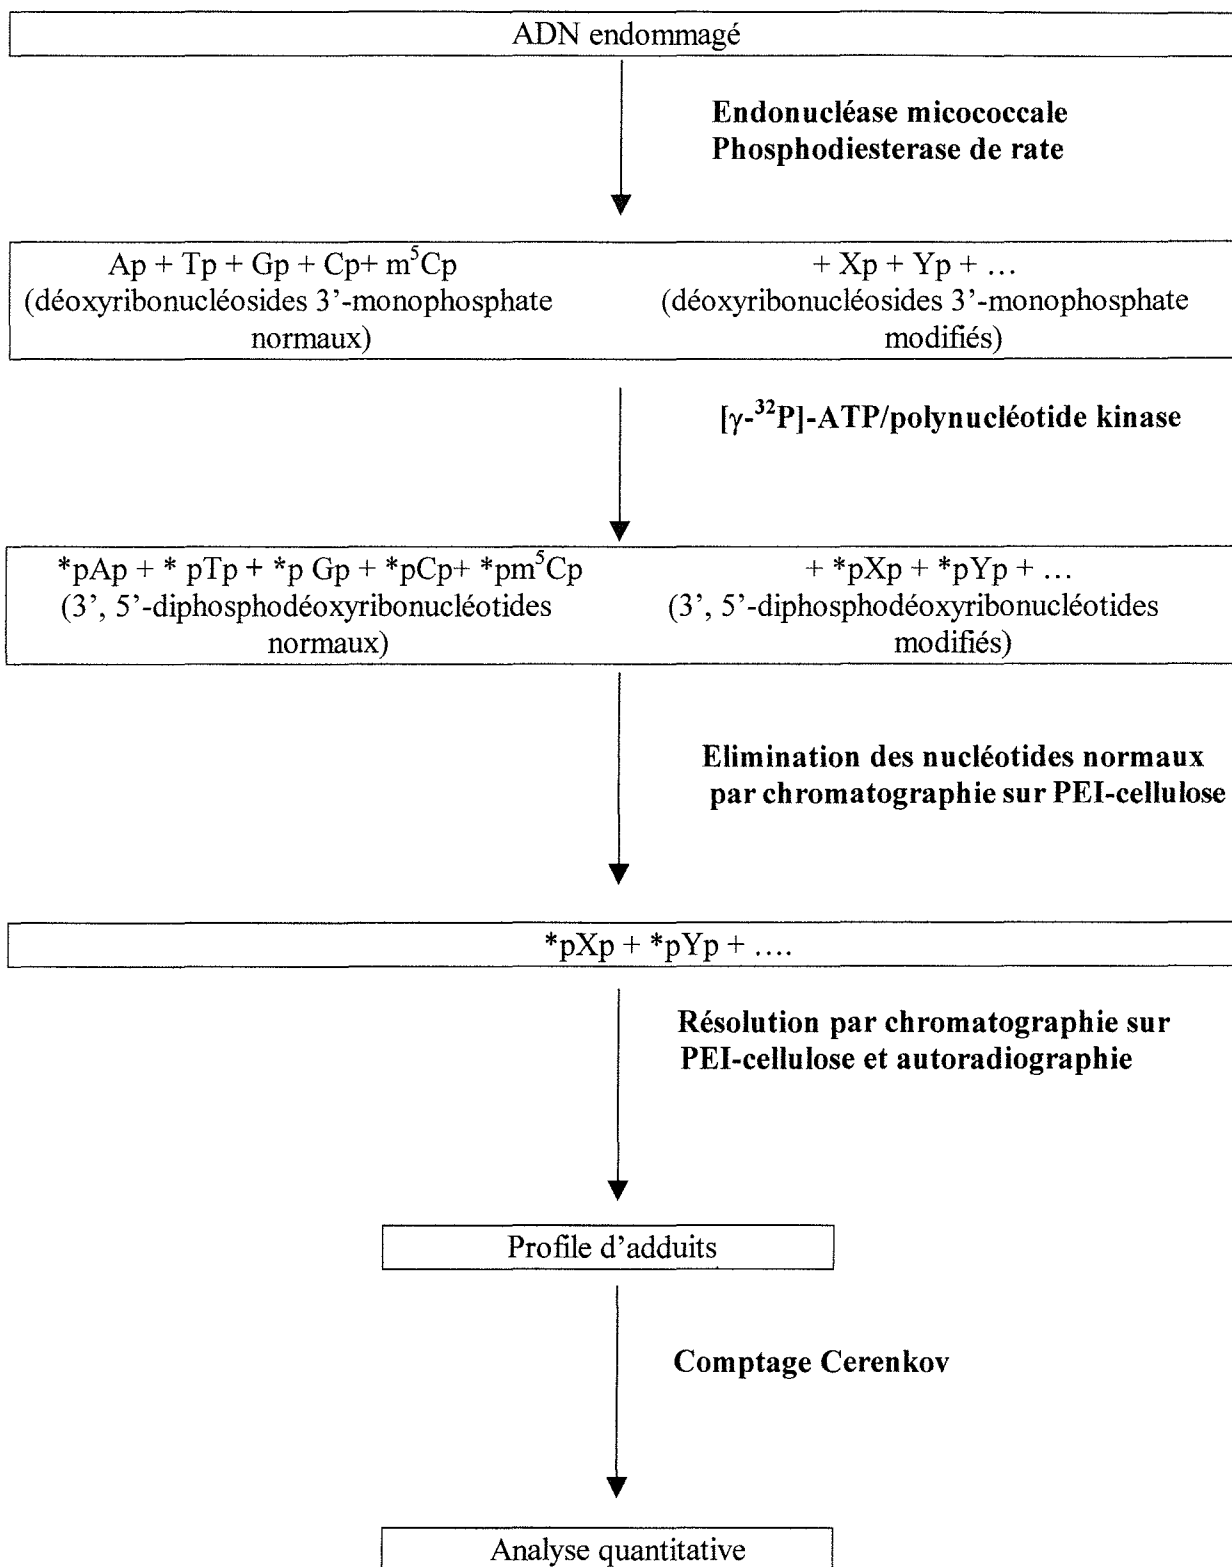 ADN endommagé
Endonucléase micococcale
Phosphodiesterase de rate
Ap + Tp + Gp + Cp+ m⁵Cp
(déoxyribonucléosides 3’-monophosphate
normaux)
+ Xp + Yp + …
(déoxyribonucléosides 3’-monophosphate
modifiés)
[γ-³²P]-ATP/polynucléotide kinase
*pAp + * pTp + *p Gp + *pCp+ *pm⁵Cp
(3’, 5’-diphosphodéoxyribonucléotides
normaux)
+ *pXp + *pYp + …
(3’, 5’-diphosphodéoxyribonucléotides
modifiés)
Elimination des nucléotides normaux
par chromatographie sur PEI-cellulose
*pXp + *pYp + ….
Résolution par chromatographie sur
PEI-cellulose et autoradiographie
Profile d’adduits
Comptage Cerenkov
Analyse quantitative